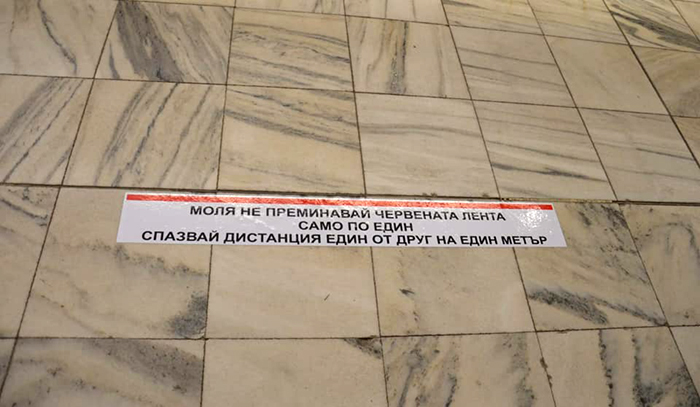 МОЛЯ НЕ ПРЕМИНАВАЙ ЧЕРВЕНАТА ЛЕНТА
САМО ПО ЕДИН
СПАЗВАЙ ДИСТАНЦИЯ ЕДИН ОТ ДРУГ НА ЕДИН МЕТЪР